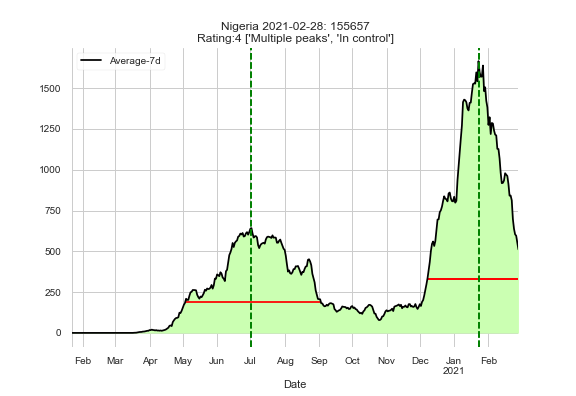 Nigeria 2021-02-28: 155657
Rating:4 ['Multiple peaks', 'In control']
Average-7d
1500
1250
1000
750
500
250
0
Feb Mar Apr May Jun Jul Aug Sep Oct Nov Dec Jan Feb
2021
Date